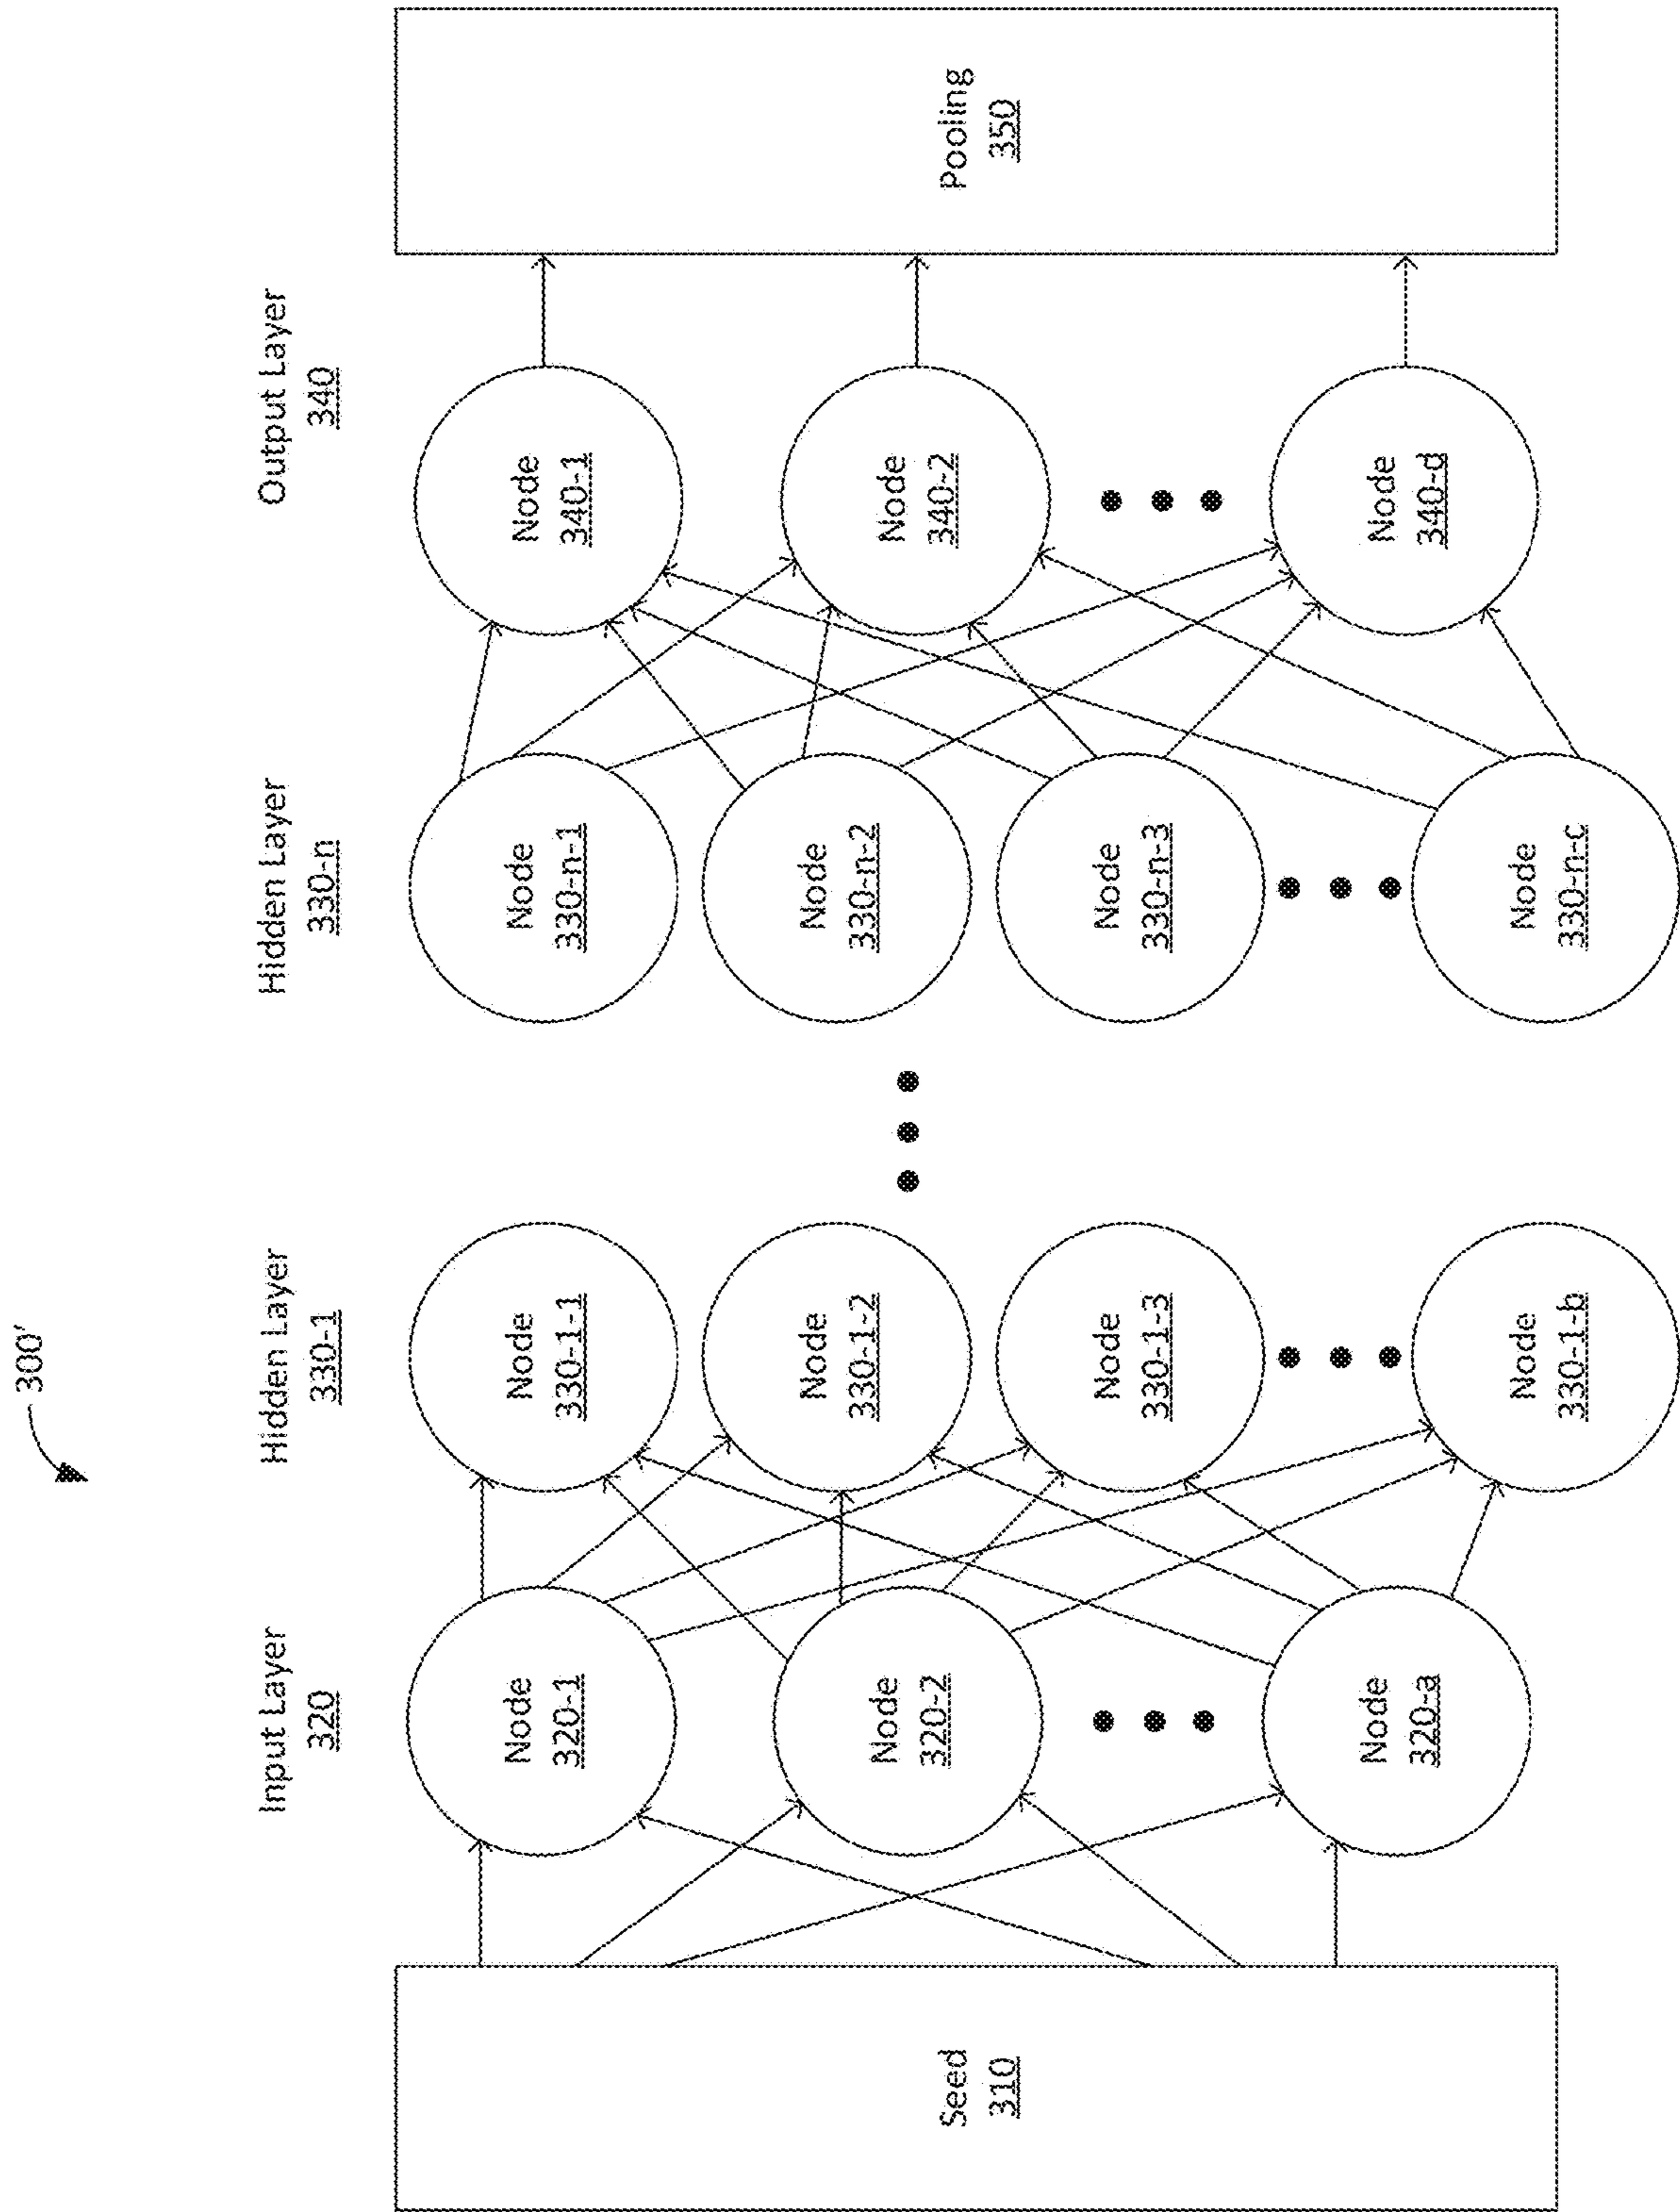 300'
Input Layer
320
Hidden Layer
330-1
Hidden Layer
330-n
Output Layer
340
Seed
310
Node
320-1
Node
320-2
Node
320-a
Node
330-1-1
Node
330-1-2
Node
330-1-3
Node
330-1-b
Node
330-n-1
Node
330-n-2
Node
330-n-3
Node
330-n-c
Node
340-1
Node
340-2
Node
340-d
Pooling
350